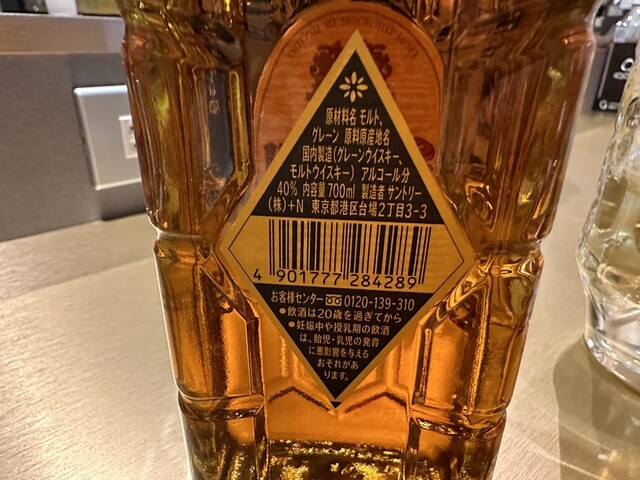 原材料名 モルト、
グレーン 原料原産地名
国内製造(グレーンウイスキー、
モルトウイスキー) アルコール分
40% 内容量 700ml 製造者 サントリー
(株)+N 東京都港区台場2丁目3-3
4 901777 284289
お客様センター 0120-139-310
●飲酒は20歳を過ぎてから
●妊娠中や授乳期の飲酒
は、胎児・乳児の発育
に悪影響を与える
おそれがあ
ります。